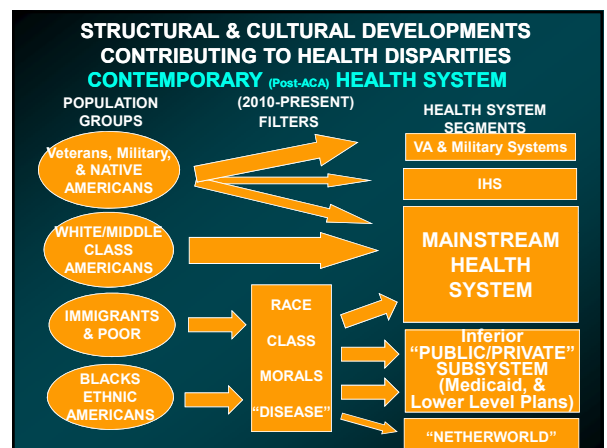 STRUCTURAL & CULTURAL DEVELOPMENTS
CONTRIBUTING TO HEALTH DISPARITIES
CONTEMPORARY (Post-ACA) HEALTH SYSTEM
(2010-PRESENT)
POPULATION
GROUPS
FILTERS
HEALTH SYSTEM
SEGMENTS
Veterans, Military,
& NATIVE
AMERICANS
WHITE/MIDDLE
CLASS
AMERICANS
IMMIGRANTS
& POOR
BLACKS
ETHNIC
AMERICANS
RACE
CLASS
MORALS
“DISEASE”
VA & Military Systems
IHS
MAINSTREAM
HEALTH
SYSTEM
Inferior
“PUBLIC/PRIVATE”
SUBSYSTEM
(Medicaid, &
Lower Level Plans)
“NETHERWORLD”